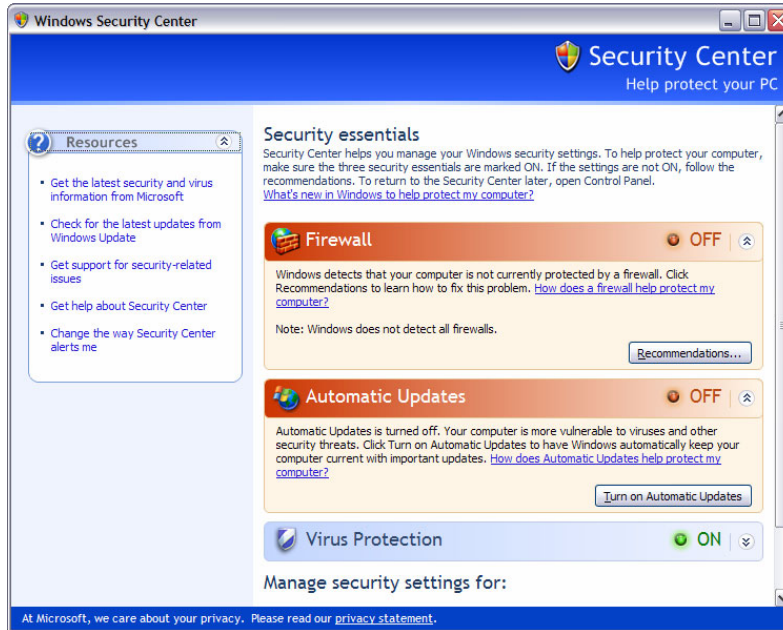 Windows Security Center
Security Center
Help protect your PC
Resources
Get the latest security and virus
information from Microsoft
Check for the latest updates from
Windows Update
Get support for security-related
issues
Get help about Security Center
Change the way Security Center
alerts me
Security essentials
Security Center helps you manage your Windows security settings. To help protect your computer,
make sure the three security essentials are marked ON. If the settings are not ON, follow the
recommendations. To return to the Security Center later, open Control Panel.
What's new in Windows to help protect my computer?
Firewall OFF
Windows detects that your computer is not currently protected by a firewall. Click
Recommendations to learn how to fix this problem. How does a firewall help protect my
computer?
Note: Windows does not detect all firewalls.
Recommendations...
Automatic Updates OFF
Automatic Updates is turned off. Your computer is more vulnerable to viruses and other
security threats. Click Turn on Automatic Updates to have Windows automatically keep your
computer current with important updates. How does Automatic Updates help protect my
computer?
Turn on Automatic Updates
Virus Protection ON
Manage security settings for:
At Microsoft, we care about your privacy. Please read our privacy statement.